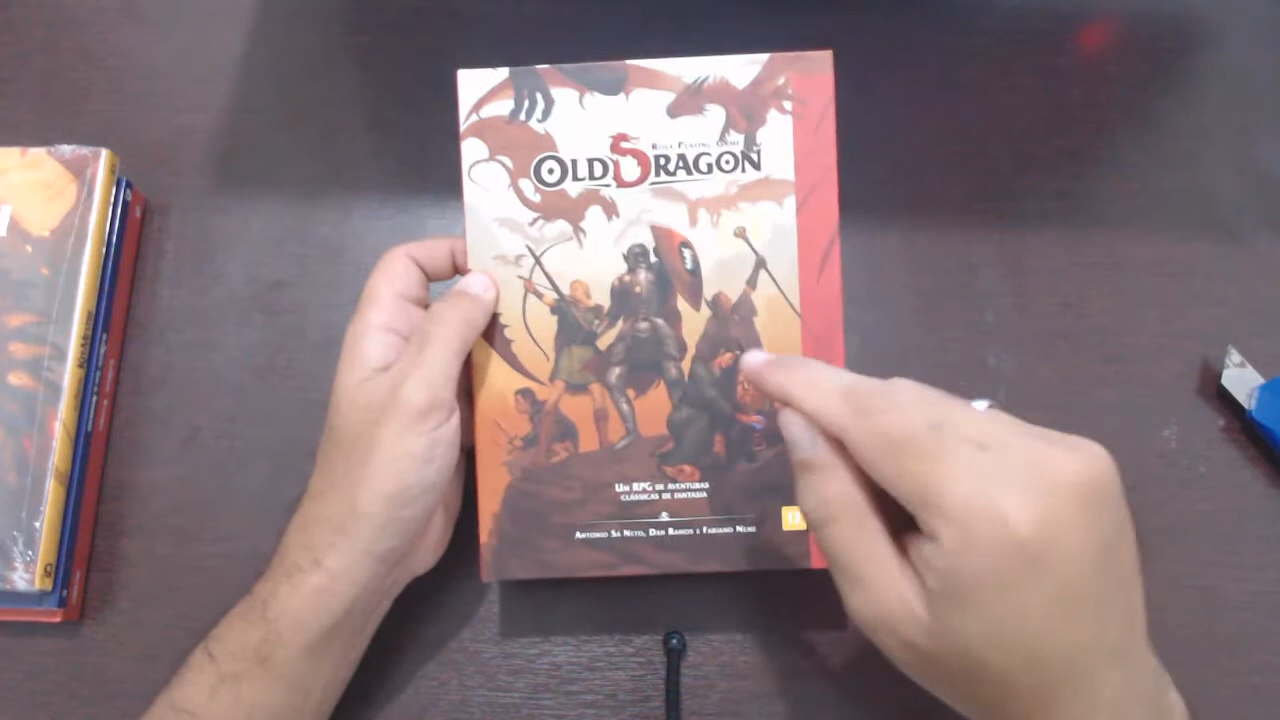 Role Playing Game
OLD DRAGON
UM RPG DE AVENTURAS
CLÁSSICAS DE FANTASIA
ANTONIO SÁ NETO, DAN RAMOS E FABIANO NEME